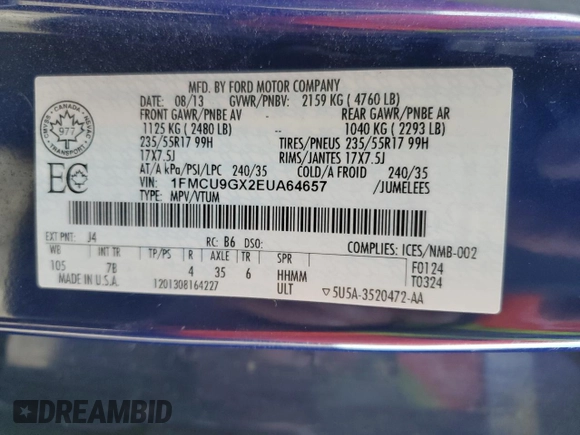 MFD. BY FORD MOTOR COMPANY
DATE: 08/13 GVWR/PNBV: 2159 KG ( 4760 LB)
FRONT GAWR/PNBE AV REAR GAWR/PNBE AR
1125 KG ( 2480 LB) -- 1040 KG ( 2293 LB)
235/55R17 99H TIRES/PNEUS 235/55R17 99H
17X7.5J RIMS/JANTES 17X7.5J
AT/A kPa/PSI/LPC 240/35 COLD/A FROID 240/35
VIN: 1FMCU9GX2EUA64657 /JUMELEES
TYPE: MPV/VTUM
CANADA
977
TRANSPORT
EC
EXT PNT: J4 RC: B6 DSO: COMPLIES: ICES/NMB-002
WB INT TR TP/PS R AXLE TR SPR F0124
105 7B 4 35 6 HHMM T0324
MADE IN U.S.A. 1201308164227 ULT ▽5U5A-3520472-AA
DREAMBID